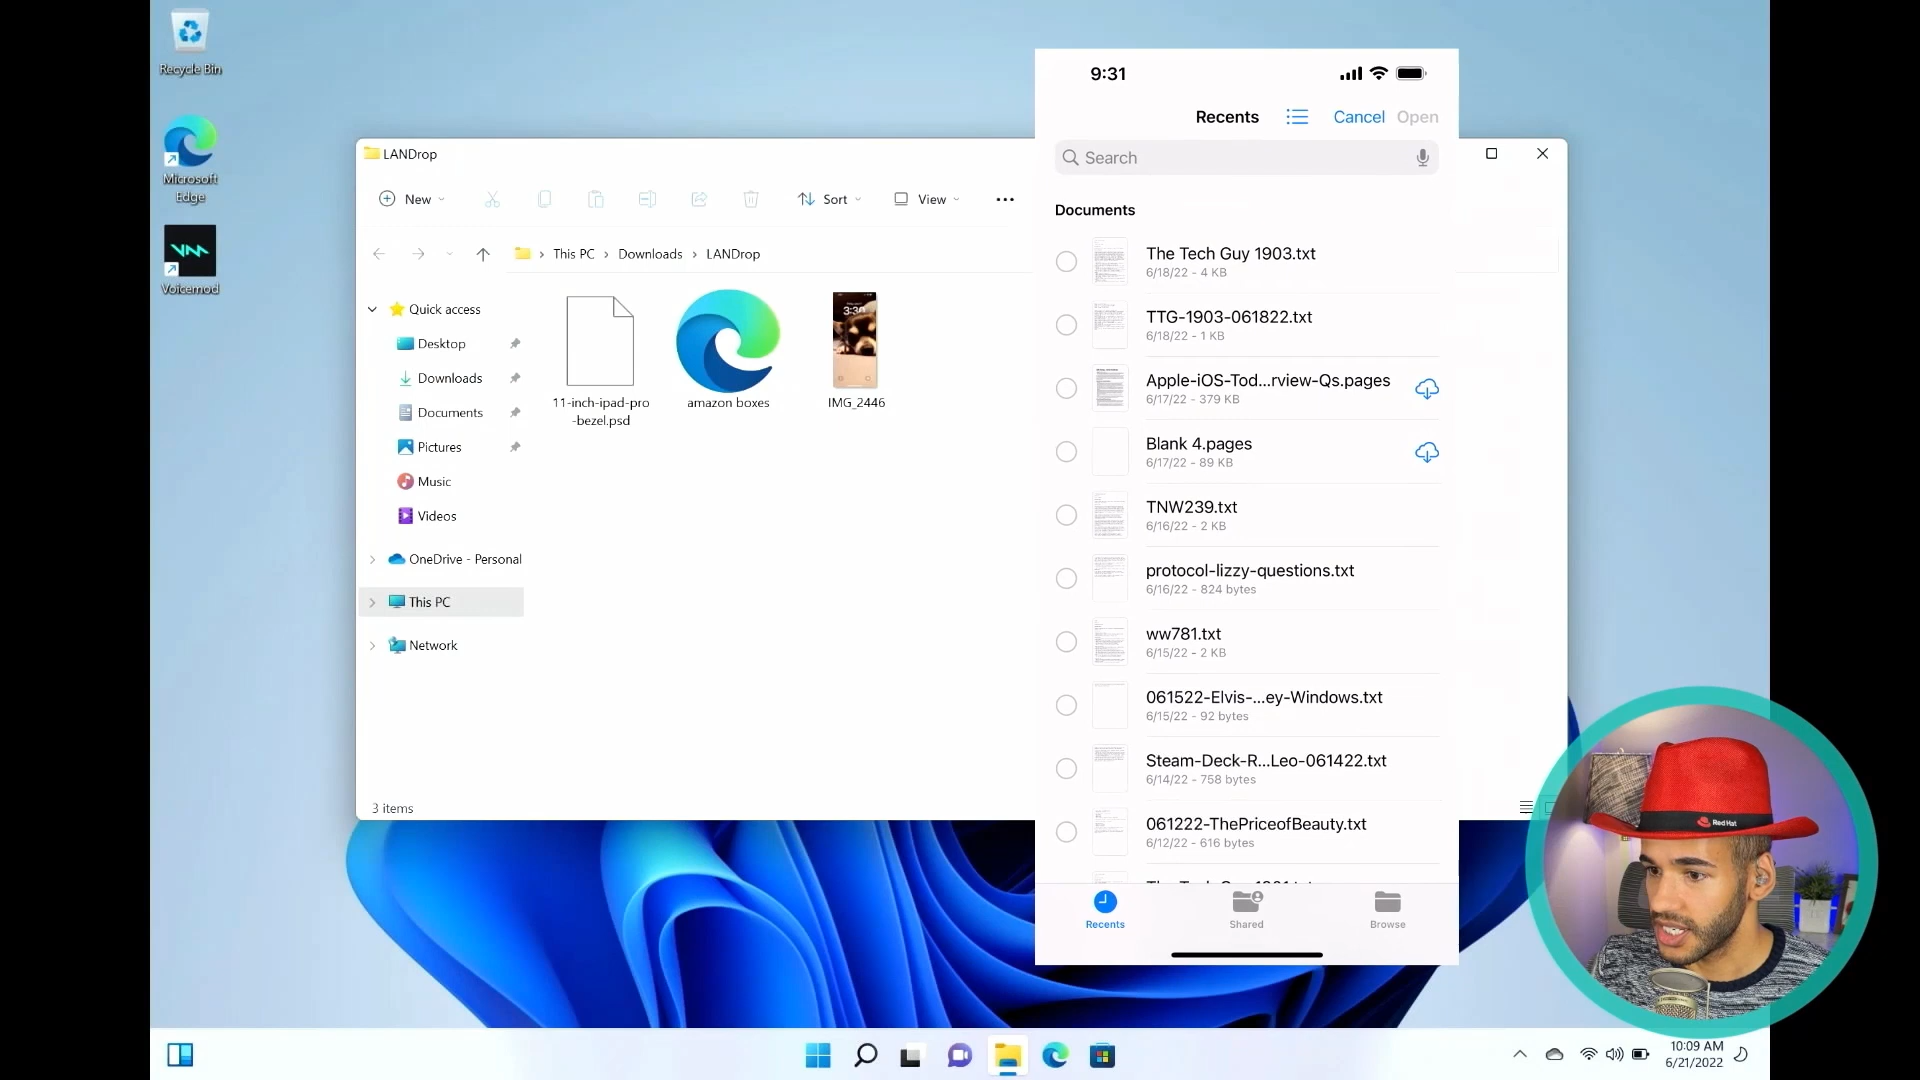 Recycle Bin
Microsoft
Edge
Voicemod
LANDrop
New
Sort
View
This PC
Downloads
LANDrop
Quick access
Desktop
Downloads
Documents
Pictures
Music
Videos
OneDrive - Personal
This PC
Network
3:30
11-inch-ipad-pro
-bezel.psd
amazon boxes
IMG_2446
3 items
9:31
Recents
Cancel
Open
Search
Documents
The Tech Guy 1903.txt
6/18/22 - 4 KB
TTG-1903-061822.txt
6/18/22 - 1 KB
Apple-iOS-Tod...rview-Qs.pages
6/17/22 - 379 KB
Blank 4.pages
6/17/22 - 89 KB
TNW239.txt
6/16/22 - 2 KB
protocol-lizzy-questions.txt
6/16/22 - 824 bytes
ww781.txt
6/15/22 - 2 KB
061522-Elvis-...ey-Windows.txt
6/15/22 - 92 bytes
Steam-Deck-R...Leo-061422.txt
6/14/22 - 758 bytes
061222-ThePriceofBeauty.txt
6/12/22 - 616 bytes
Recents
Shared
Browse
Red Hat
10:09 AM
6/21/2022